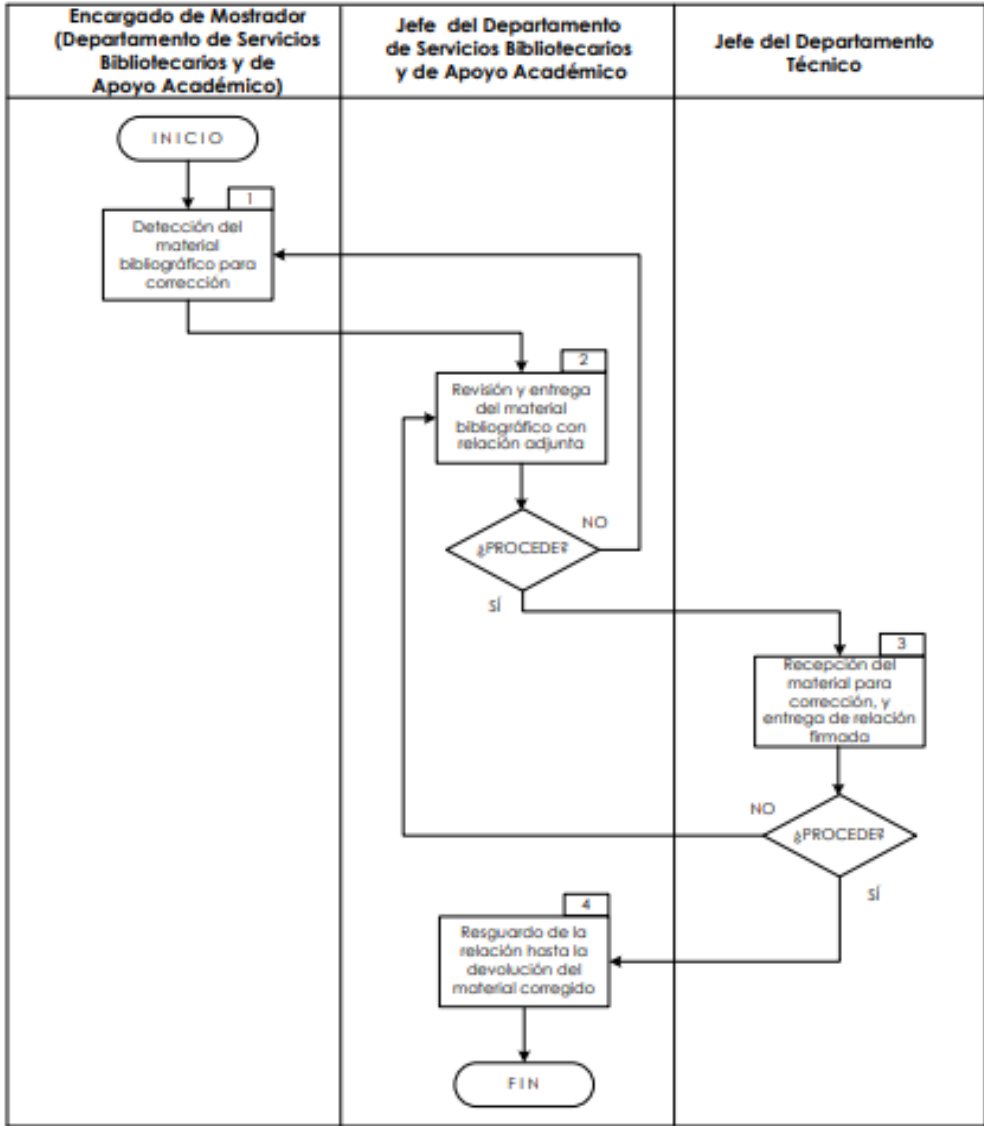 Encargado de Mostrador
(Departamento de Servicios
Bibliotecarios y de
Apoyo Académico)
Jefe del Departamento
de Servicios Bibliotecarios
y de Apoyo Académico
Jefe del Departamento
Técnico
INICIO
1
Detección del
material
bibliográfico para
corrección
2
Revisión y entrega
del material
bibliográfico con
relación adjunta
¿PROCEDE?
NO
SÍ
3
Recepción del
material para
corrección, y
entrega de relación
firmada
NO
¿PROCEDE?
SÍ
4
Resguardo de la
relación hasta la
devolución del
material corregido
FIN